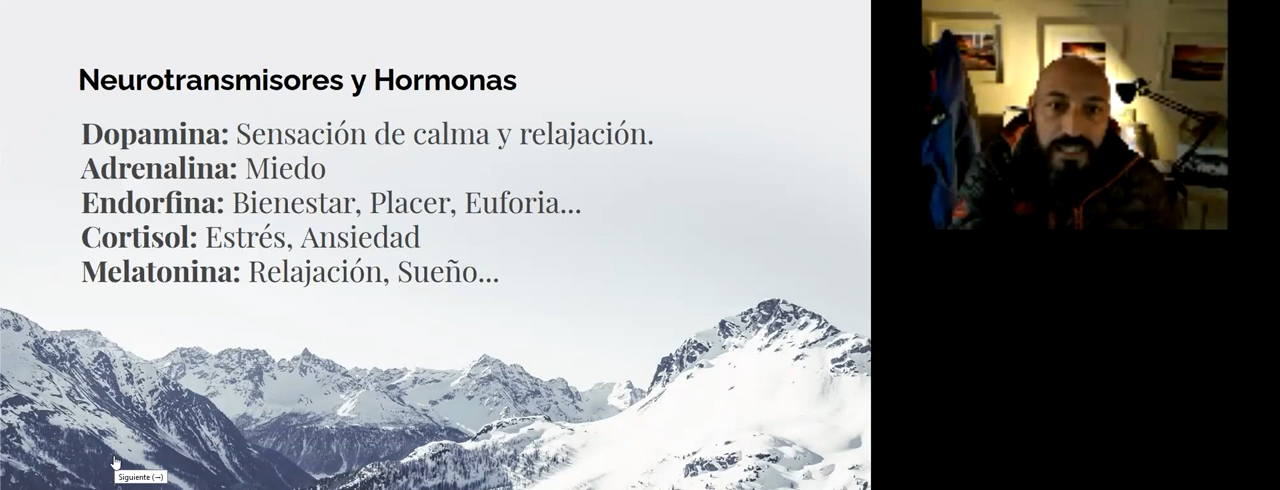 Neurotransmisores y Hormonas
Dopamina: Sensación de calma y relajación.
Adrenalina: Miedo
Endorfina: Bienestar, Placer, Euforia...
Cortisol: Estrés, Ansiedad
Melatonina: Relajación, Sueño...
Siguiente (→)